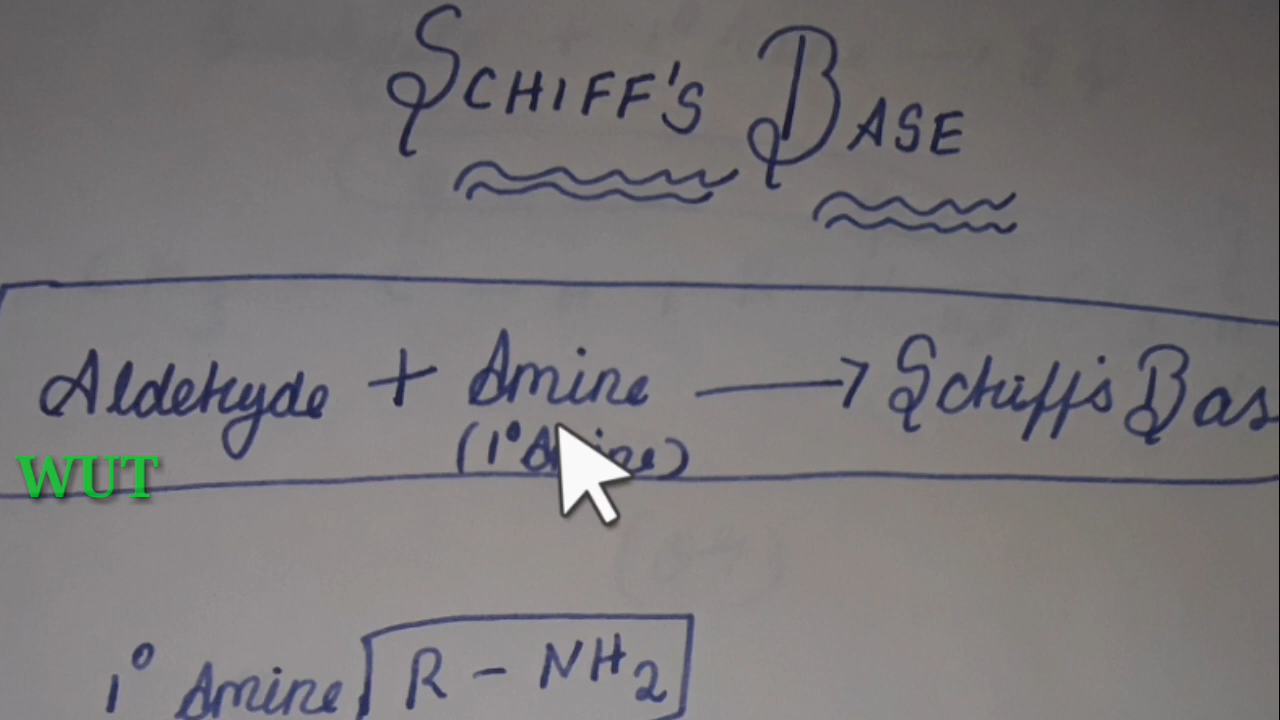 SCHIFF'S BASE
Aldehyde + Amine → Schiff's Bas
(1° Amine)
WUT
1° Amine R - NH2